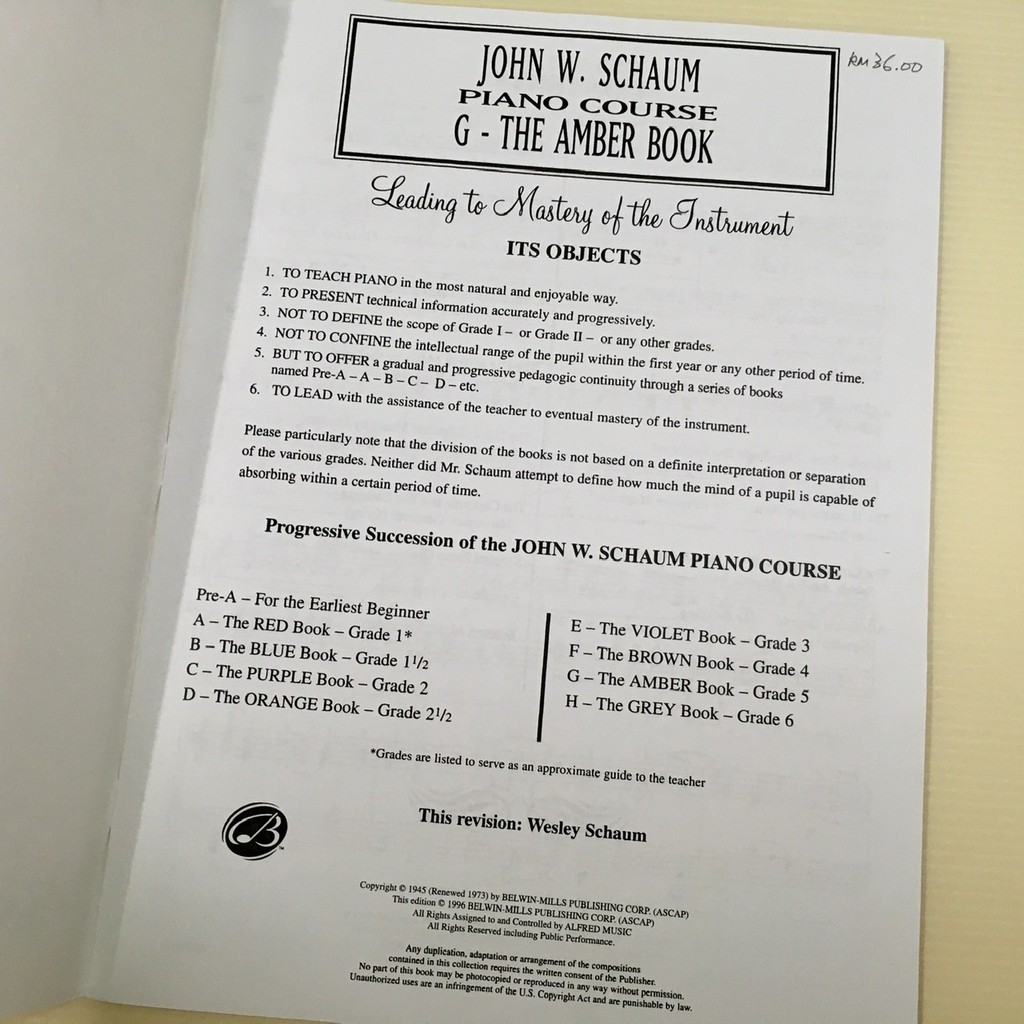 JOHN W. SCHAUM
PIANO COURSE
G - THE AMBER BOOK
RM 36.00
Leading to Mastery of the Instrument
ITS OBJECTS
1. TO TEACH PIANO in the most natural and enjoyable way.
2. TO PRESENT technical information accurately and progressively.
3. NOT TO DEFINE the scope of Grade I – or Grade II – or any other grades.
4. NOT TO CONFINE the intellectual range of the pupil within the first year or any other period of time.
5. BUT TO OFFER a gradual and progressive pedagogic continuity through a series of books
named Pre-A – A – B – C – D – etc.
6. TO LEAD with the assistance of the teacher to eventual mastery of the instrument.
Please particularly note that the division of the books is not based on a definite interpretation or separation
of the various grades. Neither did Mr. Schaum attempt to define how much the mind of a pupil is capable of
absorbing within a certain period of time.
Progressive Succession of the JOHN W. SCHAUM PIANO COURSE
Pre-A – For the Earliest Beginner
A – The RED Book – Grade 1*
B – The BLUE Book – Grade 1 1/2
C – The PURPLE Book – Grade 2
D – The ORANGE Book – Grade 2 1/2
E – The VIOLET Book – Grade 3
F – The BROWN Book – Grade 4
G – The AMBER Book – Grade 5
H – The GREY Book – Grade 6
*Grades are listed to serve as an approximate guide to the teacher
This revision: Wesley Schaum
B
TM
Copyright © 1945 (Renewed 1973) by BELWIN-MILLS PUBLISHING CORP. (ASCAP)
This edition © 1996 BELWIN-MILLS PUBLISHING CORP. (ASCAP)
All Rights Assigned to and Controlled by ALFRED MUSIC
All Rights Reserved including Public Performance.
Any duplication, adaptation or arrangement of the compositions
contained in this collection requires the written consent of the Publisher.
No part of this book may be photocopied or reproduced in any way without permission.
Unauthorized uses are an infringement of the U.S. Copyright Act and are punishable by law.